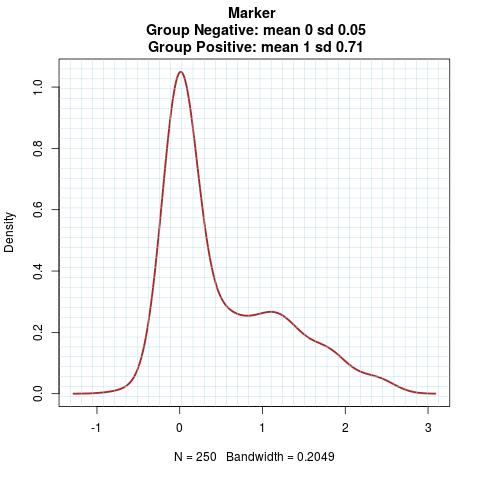 Marker
Group Negative: mean 0 sd 0.05
Group Positive: mean 1 sd 0.71
Density
1.0
0.8
0.6
0.4
0.2
0.0
-1 0 1 2 3
N = 250 Bandwidth = 0.2049